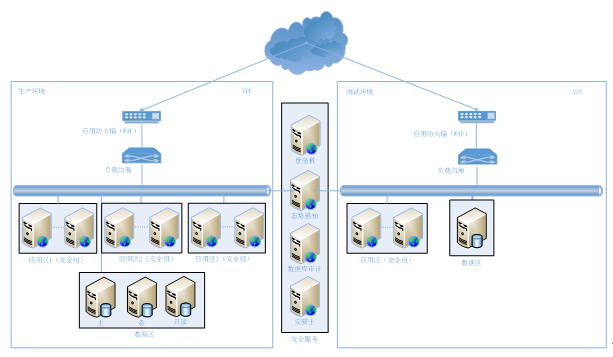 生产环境
VPC
应用防火墙（WAF）
负载均衡
应用区1（安全组）
应用区2（安全组）
应用区3（安全组）
主
备
只读
数据区
堡垒机
态势感知
数据库审计
安骑士
安全服务
测试环境
VPC
应用防火墙（WAF）
负载均衡
应用区（安全组）
数据区